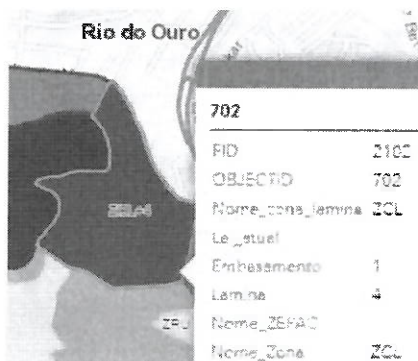 Rio do Ouro
702
FID 2102
OBJECTID 702
Nome_zona_lamina ZCL
Embasamento 1
Lamina 4
Nome_ZEPAC
Nome_Zona ZCL